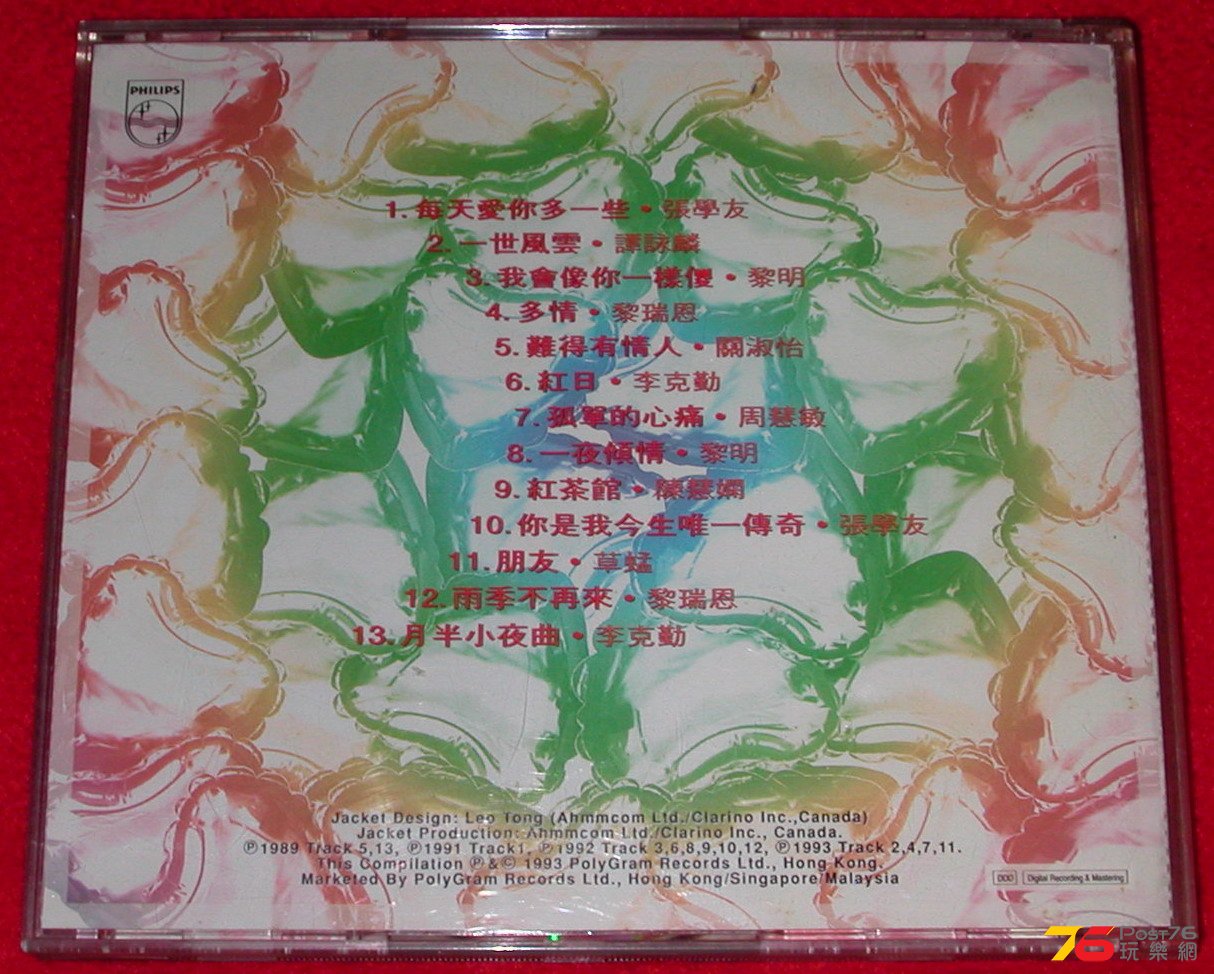 PHILIPS
1. 每天愛你多一些・張學友
2. 一世風雲・譚詠麟
3. 我會像你一樣傻・黎明
4. 多情・黎瑞恩
5. 難得有情人・關淑怡
6. 紅日・李克勤
7. 孤單的心痛・周慧敏
8. 一夜傾情・黎明
9. 紅茶館・陳慧嫻
10. 你是我今生唯一傳奇・張學友
11. 朋友・草蜢
12. 雨季不再來・黎瑞恩
13. 月半小夜曲・李克勤
Jacket Design: Leo Tong (Ahmmcom Ltd./Clarino Inc.,Canada)
Jacket Production: Ahmmcom Ltd./Clarino Inc., Canada.
Ⓟ1989 Track 5,13, Ⓟ1991 Track1, Ⓟ1992 Track 3,6,8,9,10,12, Ⓟ1993 Track 2,4,7,11.
This Compilation Ⓟ&© 1993 PolyGram Records Ltd., Hong Kong.
Marketed By PolyGram Records Ltd., Hong Kong/Singapore/Malaysia
DDD Digital Recording & Mastering
76 POST76
玩樂網